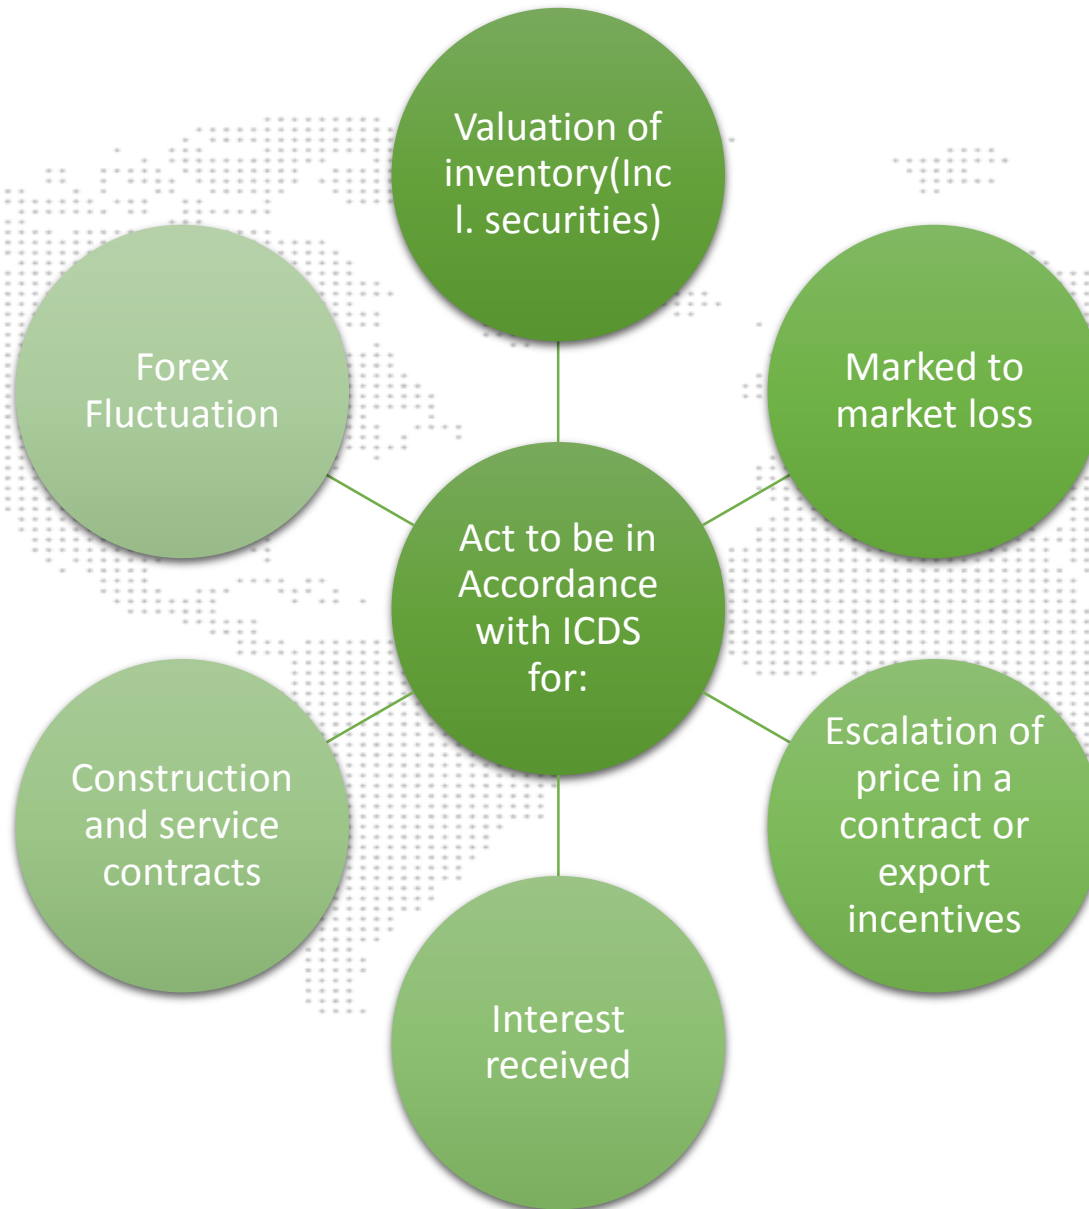 Valuation of
inventory(Inc
l. securities)
Marked to
market loss
Escalation of
price in a
contract or
export
incentives
Interest
received
Construction
and service
contracts
Forex
Fluctuation
Act to be in
Accordance
with ICDS
for: